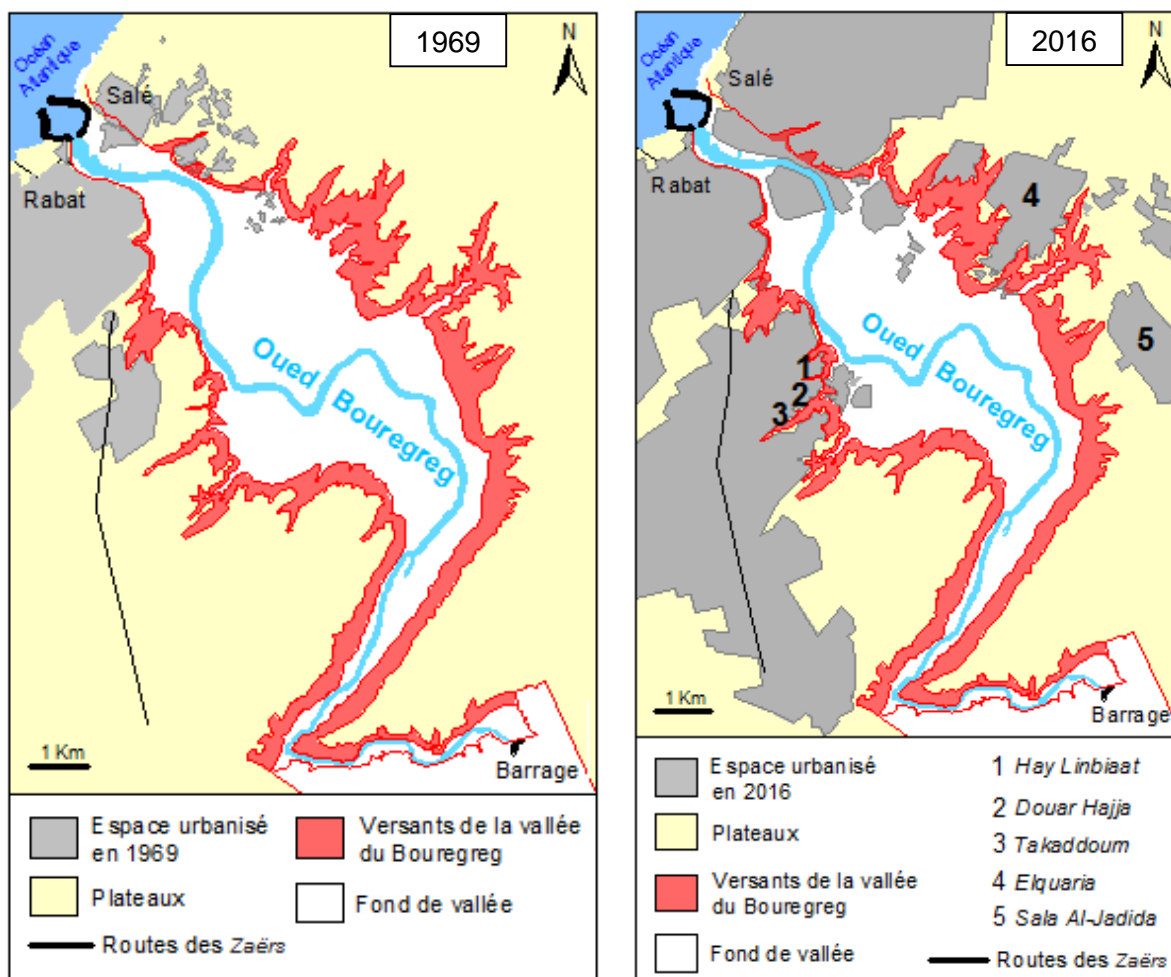 1969
N
Océan
Atlantique
Salé
Rabat
Oued
Bouregreg
1 Km
Barrage
Espace urbanisé
en 1969
Versants de la vallée
du Bouregreg
Plateaux
Fond de vallée
Routes des Zaërs
2016
N
Océan
Atlantique
Salé
Rabat
4
5
1
2
3
Oued
Bouregreg
1 Km
Barrage
Espace urbanisé
en 2016
Plateaux
Versants de la vallée
du Bouregreg
Fond de vallée
1 Hay Linbiaat
2 Douar Hajja
3 Takaddoum
4 Elquaria
5 Sala Al-Jadida
Routes des Zaërs